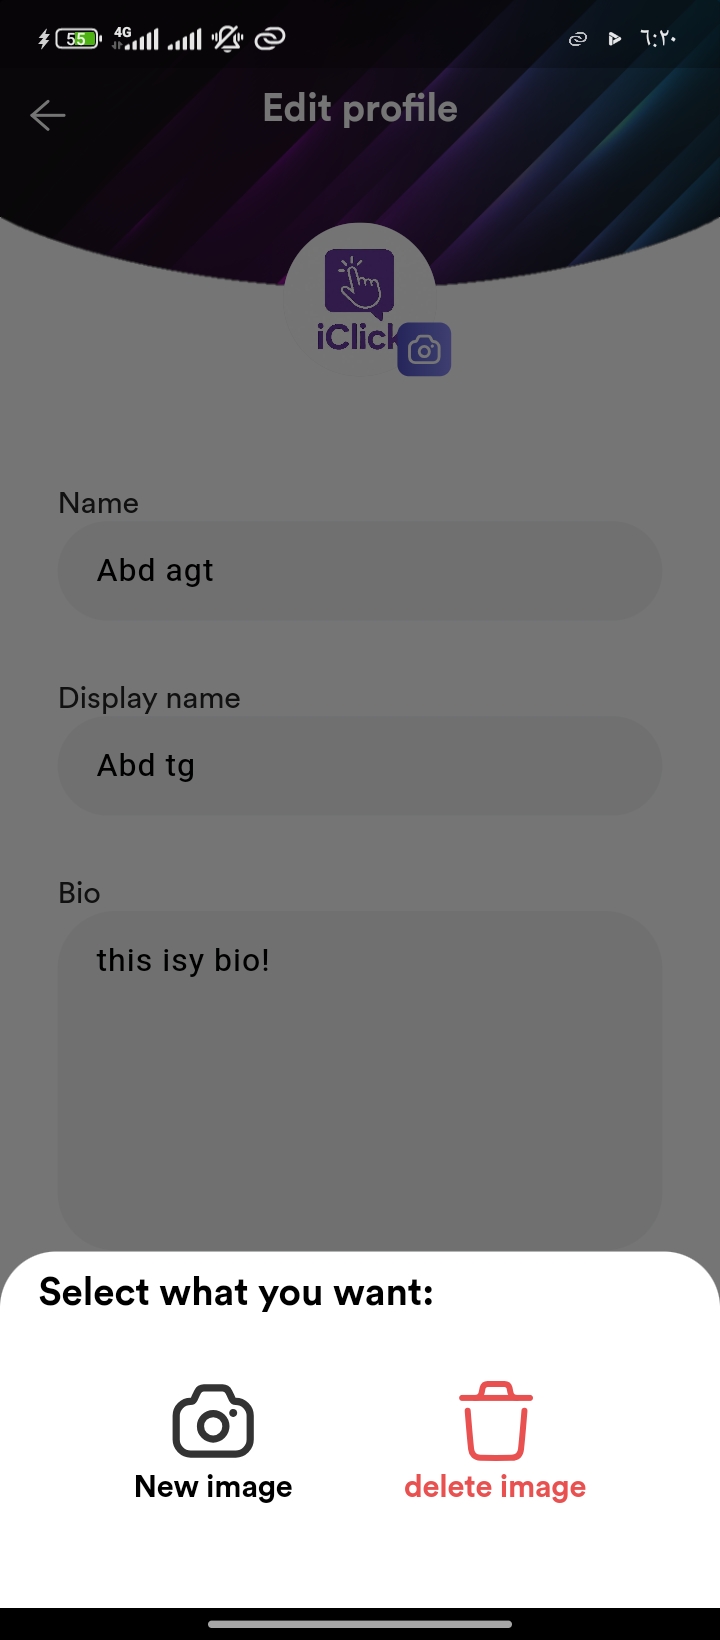 55 4G ٦:٢٠
Edit profile
iClick
Name
Abd agt
Display name
Abd tg
Bio
this isy bio!
Select what you want:
New image delete image